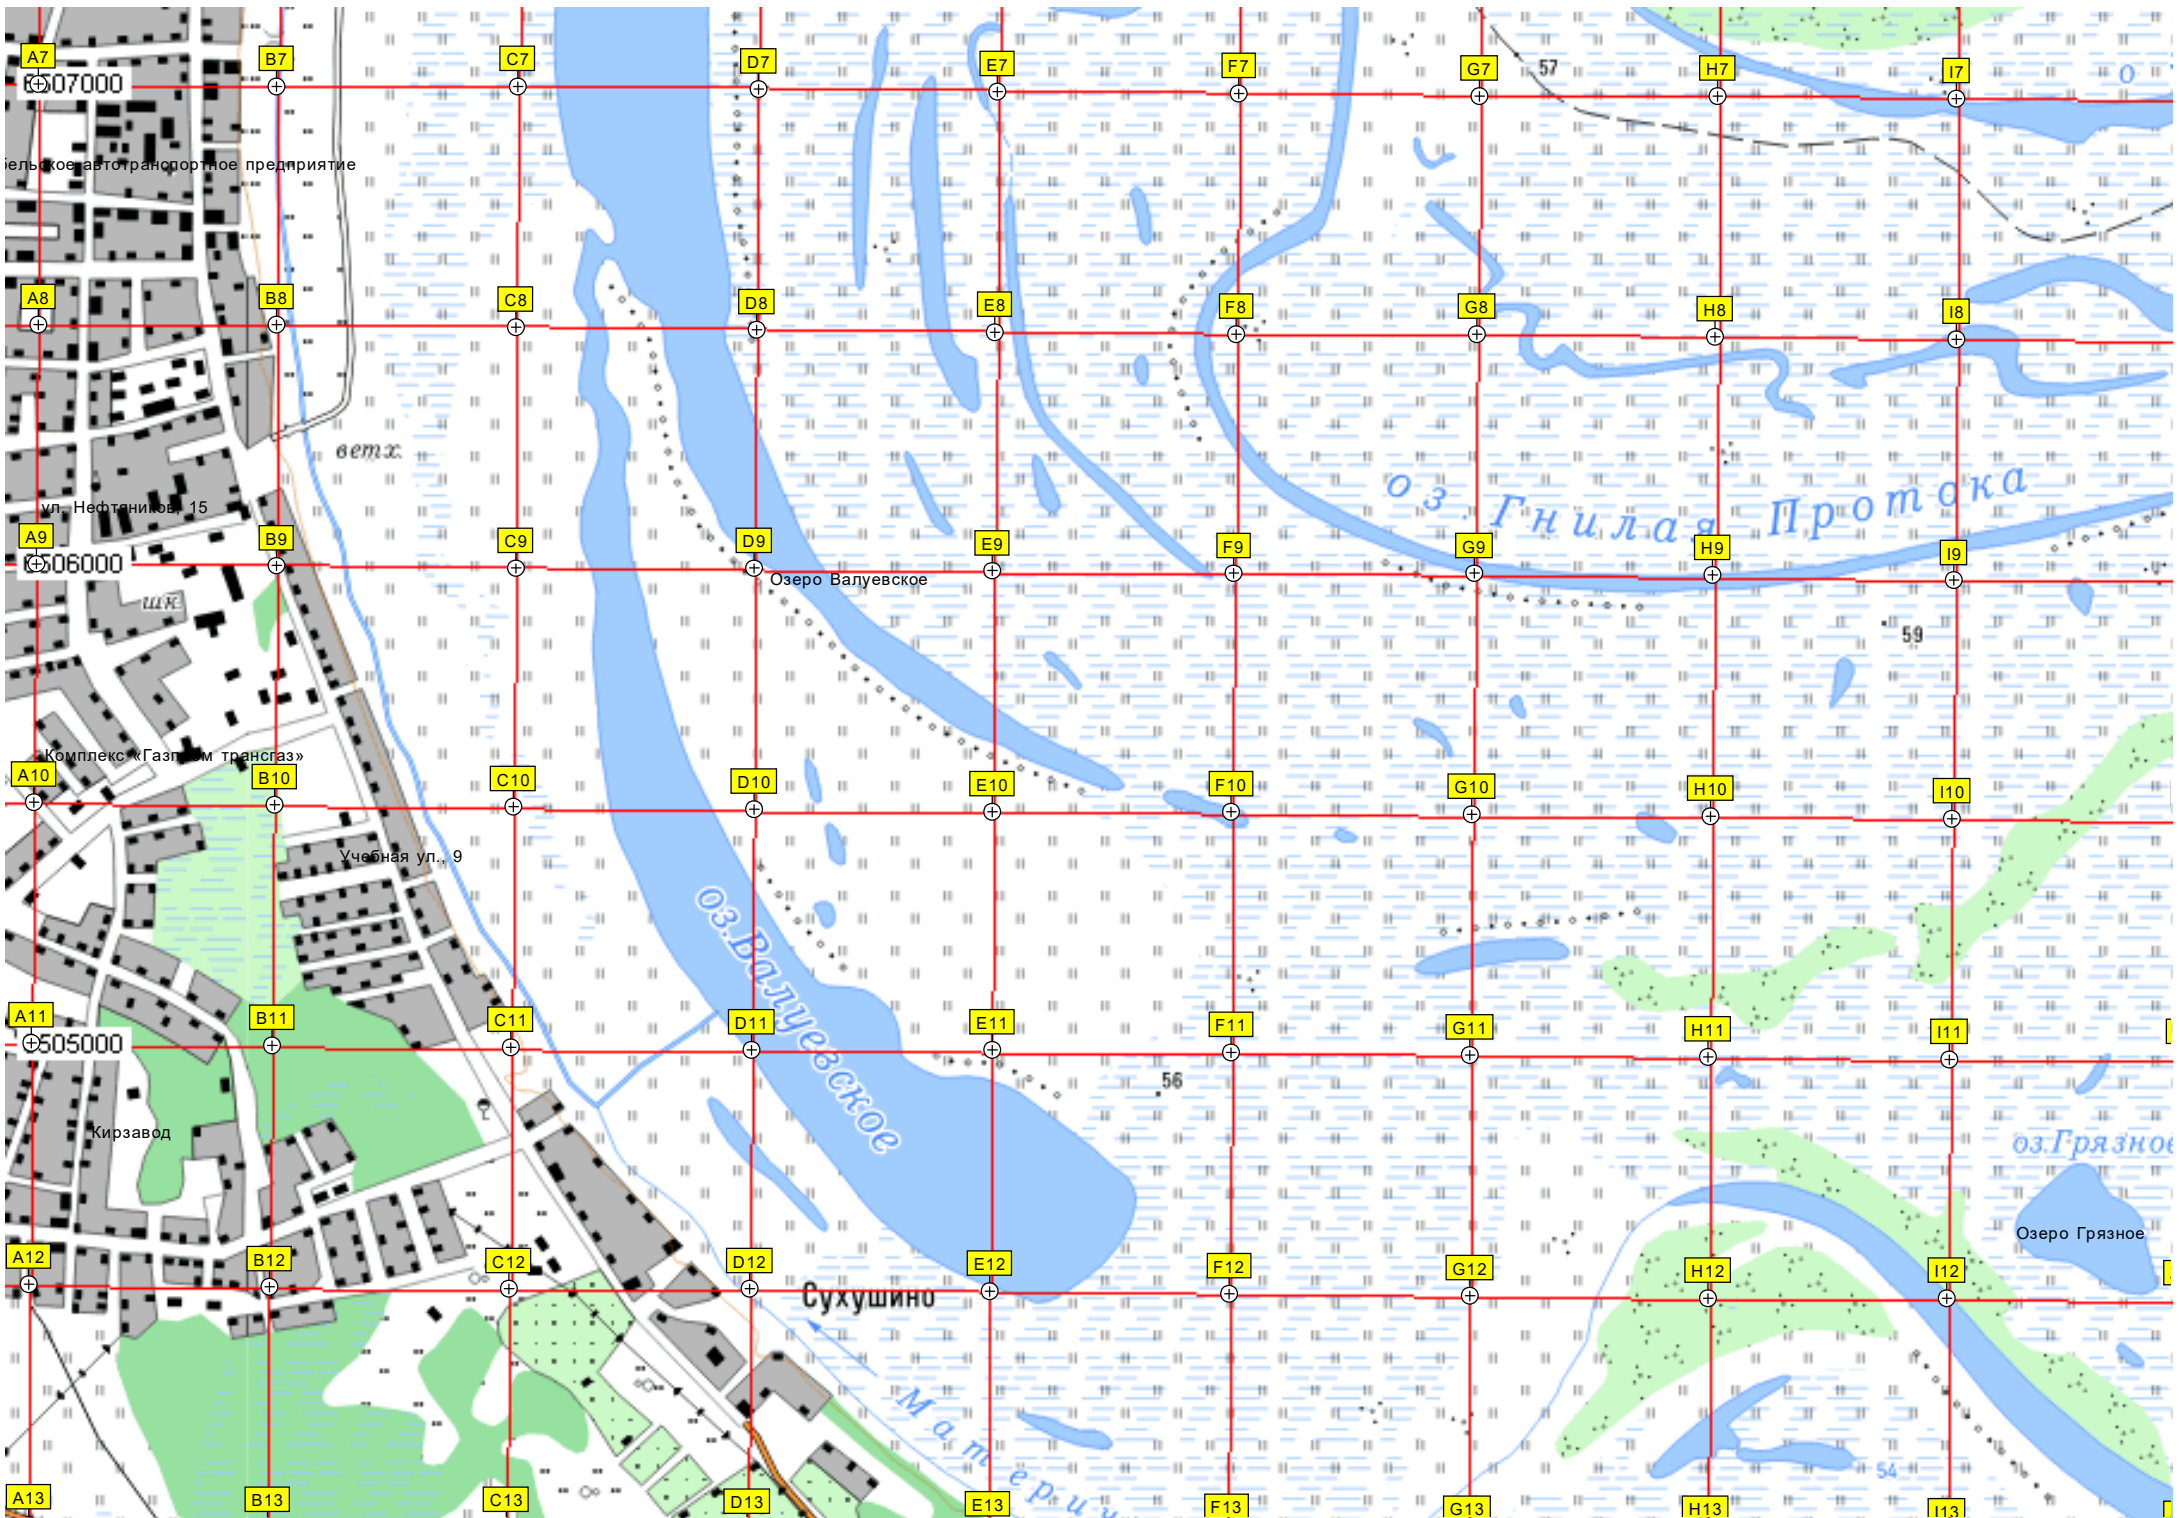 A7 B7 C7 D7 E7 F7 G7 57 H7 I7
507000
бельское автотранспортное предприятие
A8 B8 C8 D8 E8 F8 G8 H8 I8
ветх.
оз. Гнилая Протока
ул. Нефтяников, 15
A9 B9 C9 D9 E9 F9 G9 H9 I9
506000
Озеро Валуевское
шк.
59
Комплекс «Газпром трансгаз»
A10 B10 C10 D10 E10 F10 G10 H10 I10
Учебная ул., 9
оз.Валуевское
A11 B11 C11 D11 E11 F11 G11 H11 I11
505000
56
Кирзавод
оз.Грязное
Озеро Грязное
A12 B12 C12 D12 E12 F12 G12 H12 I12
Сухушино
54
A13 B13 C13 D13 E13 F13 G13 H13 I13